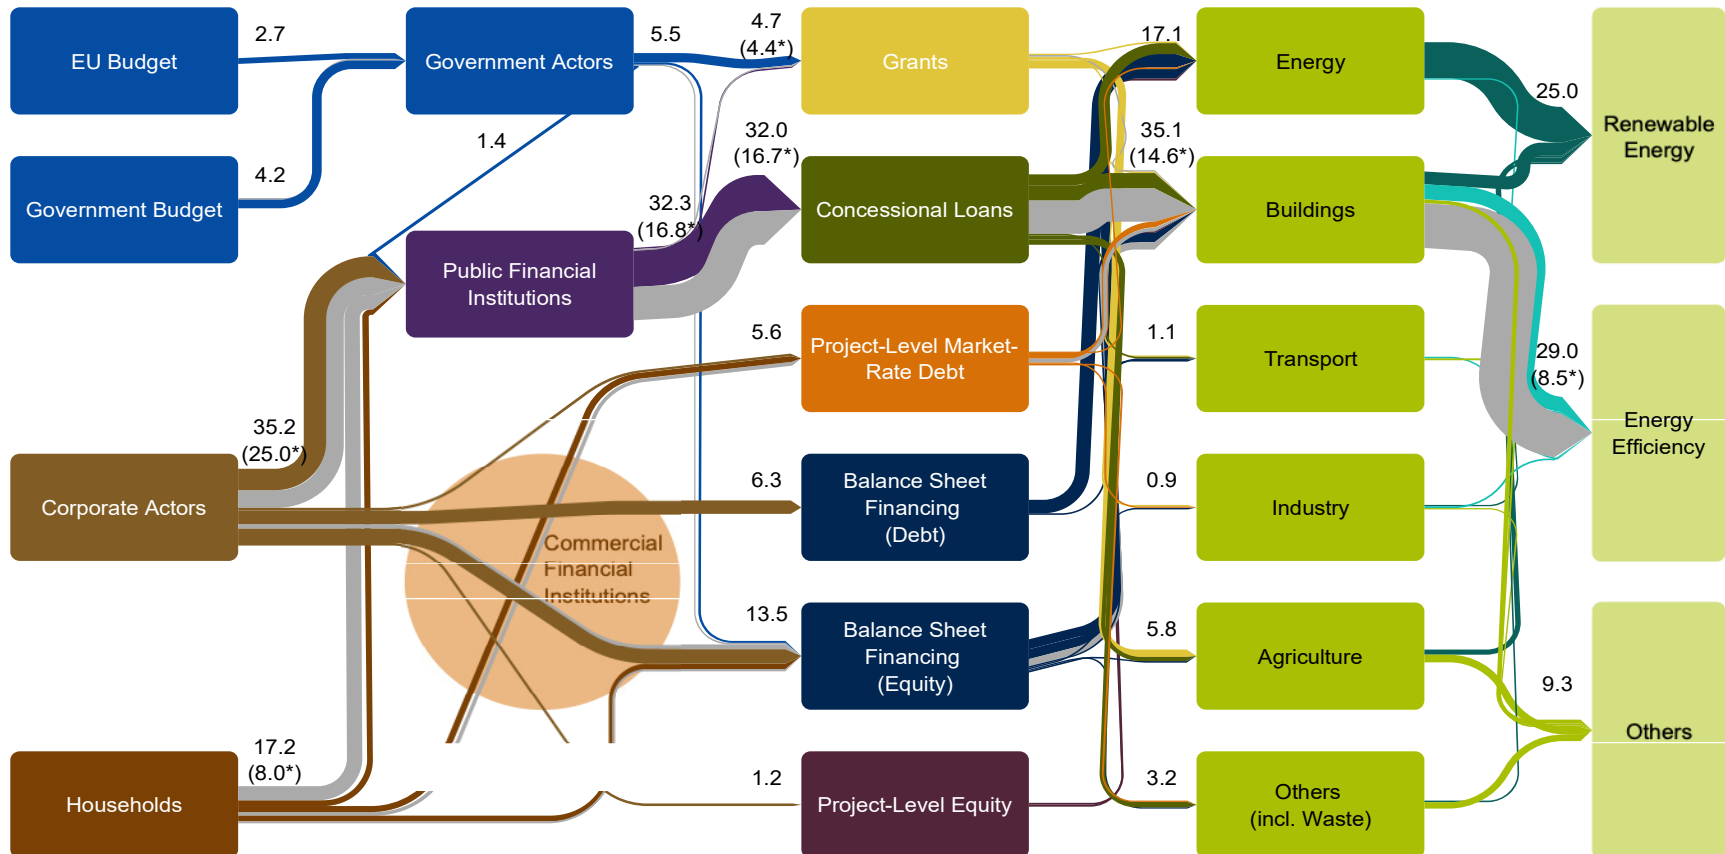 EU Budget
2.7
Government Budget
4.2
Corporate Actors
35.2
(25.0*)
Households
17.2
(8.0*)
Government Actors
5.5
1.4
Public Financial
Institutions
32.3
(16.8*)
Commercial
Financial
Institutions
4.7
(4.4*)
Grants
32.0
(16.7*)
Concessional Loans
5.6
Project-Level Market-
Rate Debt
6.3
Balance Sheet
Financing
(Debt)
13.5
Balance Sheet
Financing
(Equity)
1.2
Project-Level Equity
17.1
Energy
35.1
(14.6*)
Buildings
1.1
Transport
0.9
Industry
5.8
Agriculture
3.2
Others
(incl. Waste)
25.0
Renewable
Energy
29.0
(8.5*)
Energy
Efficiency
9.3
Others